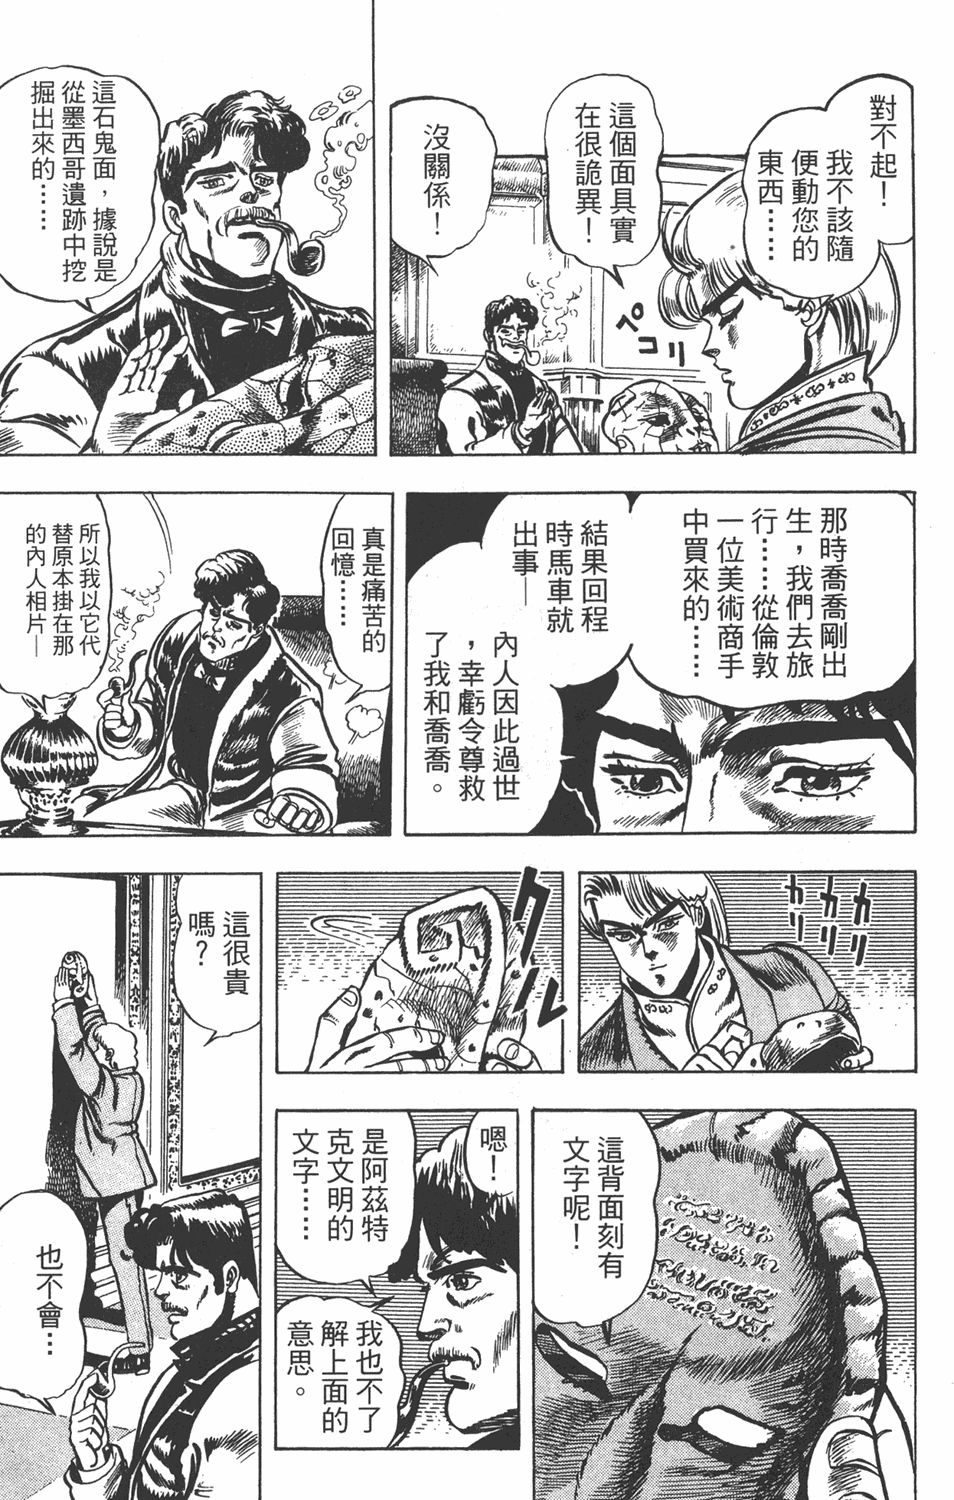 對不起！
我不該隨
便動您的
東西……
這個面具實
在很詭異！
沒關係！
ペコリ
這石鬼面，據說是
從墨西哥遺跡中挖
掘出來的……
那時喬喬剛出
生，我們去旅
行……從倫敦
一位美術商手
中買來的……
結果回程
時馬車就
出事—
內人因此過世
，幸虧令尊救
了我和喬喬。
真是痛苦的
回憶……
所以我以它代
替原本掛在那
的內人相片—
カカカ
リリリ
クルル
這背面刻有
文字呢！
嗯！
是阿茲特
克文明的
文字……
我也不了
解上面的
意思。
這很貴
嗎？
也不會…